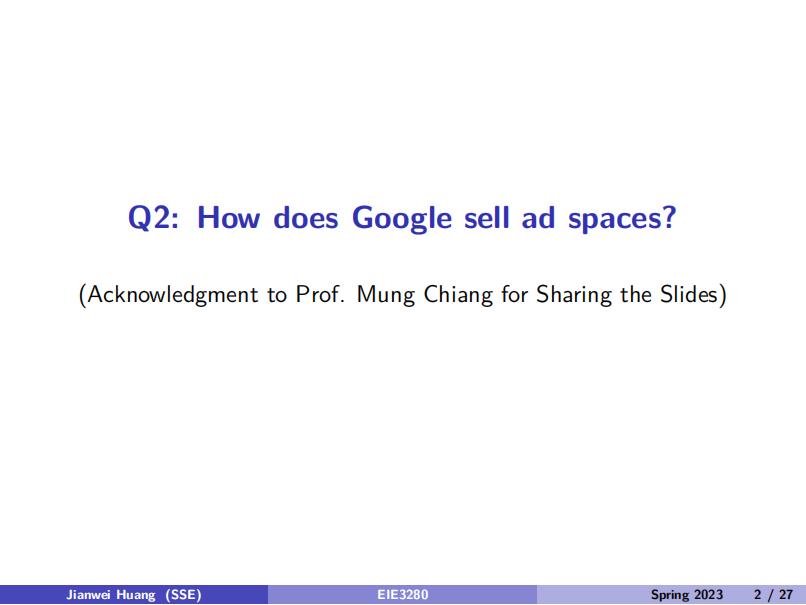 Q2: How does Google sell ad spaces?
(Acknowledgment to Prof. Mung Chiang for Sharing the Slides)
Jianwei Huang (SSE) EIE3280 Spring 2023 2 / 27